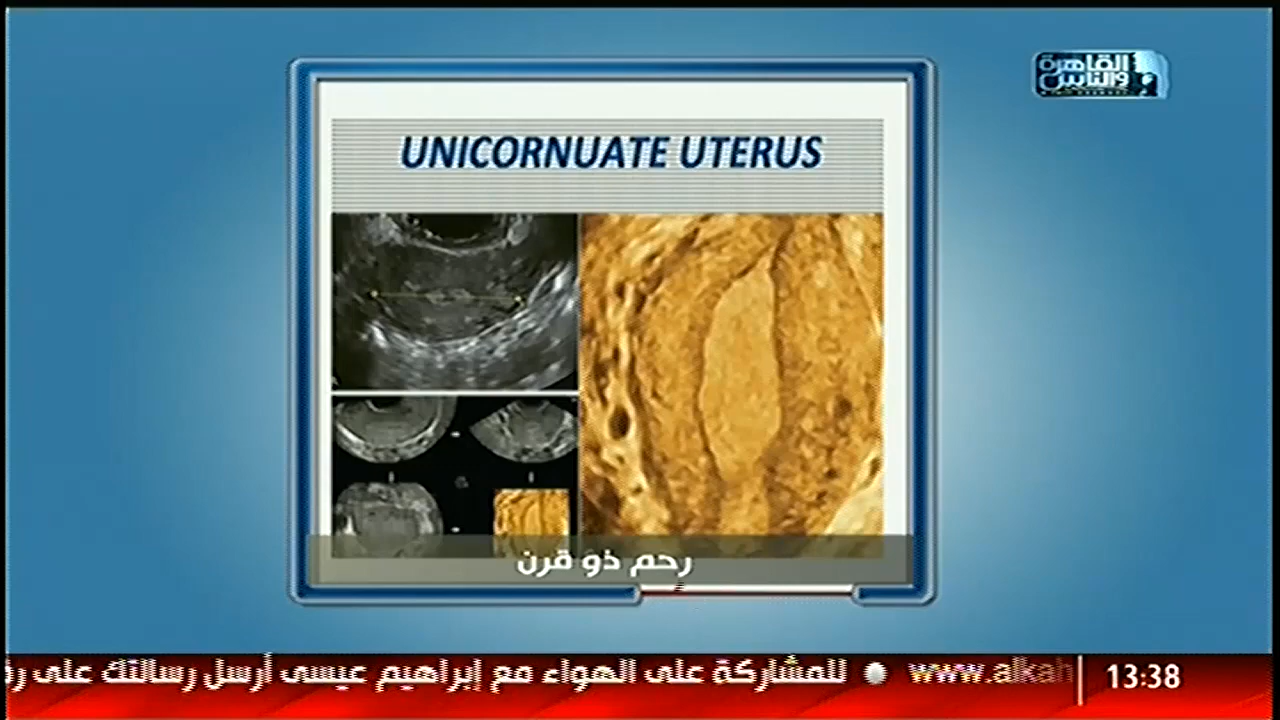 القاهرة
والناس
UNICORNUATE UTERUS
رحم ذو قرن
للمشاركة على الهواء مع إبراهيم عيسى أرسل رسالتك على
www.alkah
13:38